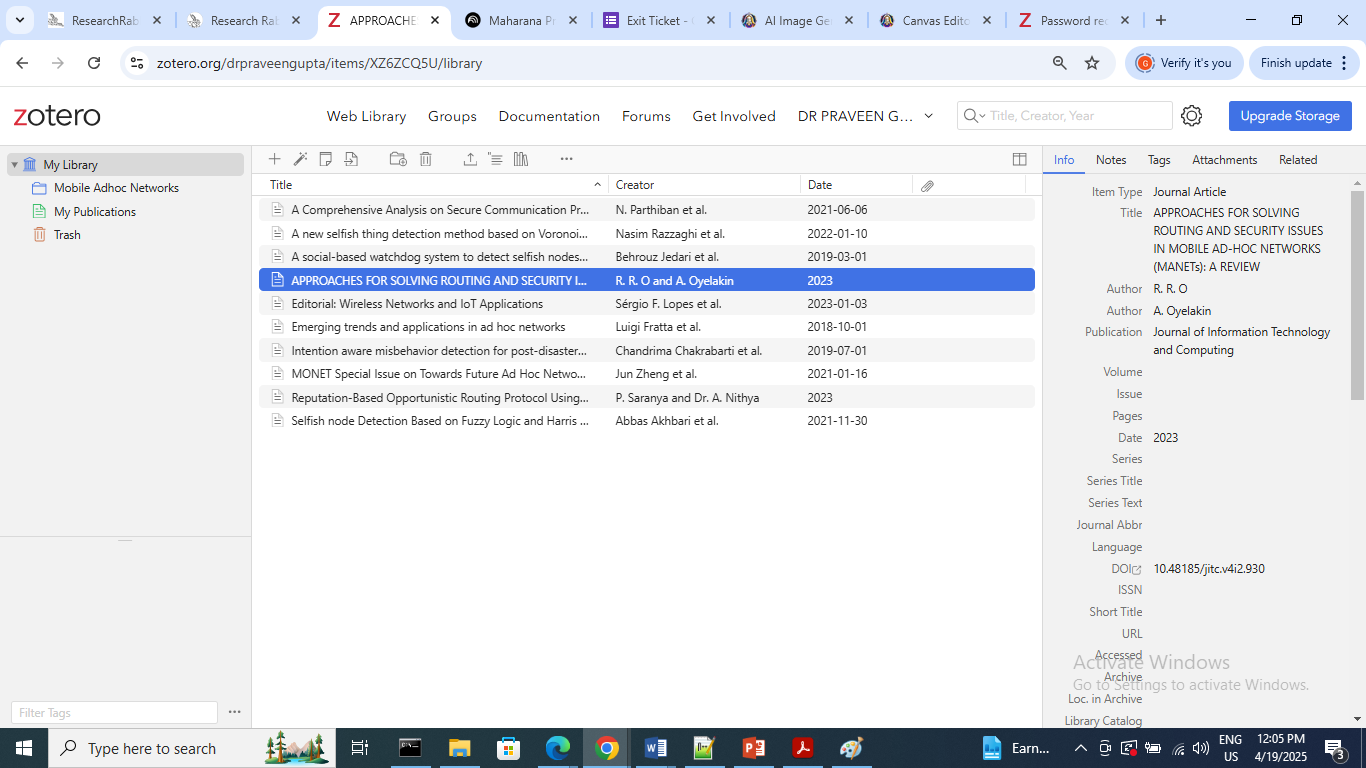 ResearchRab
Research Rab
APPROACHE
Maharana Pr
Exit Ticket -
AI Image Ge
Canvas Edito
Password rec
zotero.org/drpraveengupta/items/XZ6ZCQ5U/library
Verify it's you
Finish update
zotero
Web Library
Groups
Documentation
Forums
Get Involved
DR PRAVEEN G...
Title, Creator, Year
Upgrade Storage
My Library
Mobile Adhoc Networks
My Publications
Trash
Filter Tags
Title Creator Date
A Comprehensive Analysis on Secure Communication Pr... N. Parthiban et al. 2021-06-06
A new selfish thing detection method based on Voronoi... Nasim Razzaghi et al. 2022-01-10
A social-based watchdog system to detect selfish nodes... Behrouz Jedari et al. 2019-03-01
APPROACHES FOR SOLVING ROUTING AND SECURITY I... R. R. O and A. Oyelakin 2023
Editorial: Wireless Networks and IoT Applications Sérgio F. Lopes et al. 2023-01-03
Emerging trends and applications in ad hoc networks Luigi Fratta et al. 2018-10-01
Intention aware misbehavior detection for post-disaster... Chandrima Chakrabarti et al. 2019-07-01
MONET Special Issue on Towards Future Ad Hoc Netwo... Jun Zheng et al. 2021-01-16
Reputation-Based Opportunistic Routing Protocol Using... P. Saranya and Dr. A. Nithya 2023
Selfish node Detection Based on Fuzzy Logic and Harris ... Abbas Akhbari et al. 2021-11-30
Info Notes Tags Attachments Related
Item Type Journal Article
Title APPROACHES FOR SOLVING
ROUTING AND SECURITY ISSUES
IN MOBILE AD-HOC NETWORKS
(MANETs): A REVIEW
Author R. R. O
Author A. Oyelakin
Publication Journal of Information Technology
and Computing
Volume
Issue
Pages
Date 2023
Series
Series Title
Series Text
Journal Abbr
Language
DOI 10.48185/jitc.v4i2.930
ISSN
Short Title
URL
Accessed
Archive
Loc. in Archive
Library Catalog
Activate Windows
Go to Settings to activate Windows.
Type here to search
Earn...
ENG
US
12:05 PM
4/19/2025
3